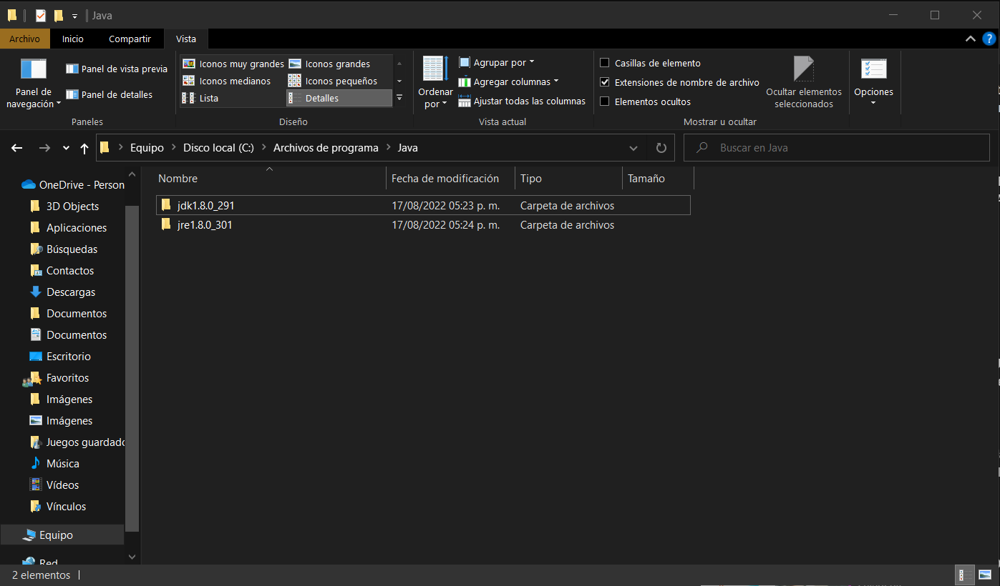 Java
Archivo Inicio Compartir Vista
Panel de navegación
Panel de vista previa
Panel de detalles
Paneles
Iconos muy grandes Iconos grandes
Iconos medianos Iconos pequeños
Lista Detalles
Diseño
Ordenar por
Agrupar por
Agregar columnas
Ajustar todas las columnas
Vista actual
Casillas de elemento
Extensiones de nombre de archivo
Elementos ocultos
Ocultar elementos seleccionados
Mostrar u ocultar
Opciones
Equipo Disco local (C:) Archivos de programa Java
Buscar en Java
OneDrive - Person
3D Objects
Aplicaciones
Búsquedas
Contactos
Descargas
Documentos
Documentos
Escritorio
Favoritos
Imágenes
Imágenes
Juegos guardado
Música
Vídeos
Vínculos
Equipo
Red
Nombre Fecha de modificación Tipo Tamaño
jdk1.8.0_291 17/08/2022 05:23 p. m. Carpeta de archivos
jre1.8.0_301 17/08/2022 05:24 p. m. Carpeta de archivos
2 elementos